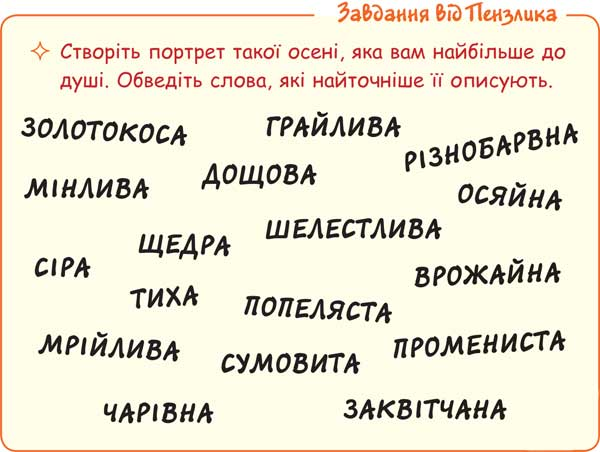 Завдання від Пензлика
Створіть портрет такої осені, яка вам найбільше до
душі. Обведіть слова, які найточніше її описують.
ЗОЛОТОКОСА
ГРАЙЛИВА
РІЗНОБАРВНА
МІНЛИВА
ДОЩОВА
ОСЯЙНА
ШЕЛЕСТЛИВА
ЩЕДРА
СІРА
ВРОЖАЙНА
ТИХА
ПОПЕЛЯСТА
МРІЙЛИВА
СУМОВИТА
ПРОМЕНИСТА
ЧАРІВНА
ЗАКВІТЧАНА